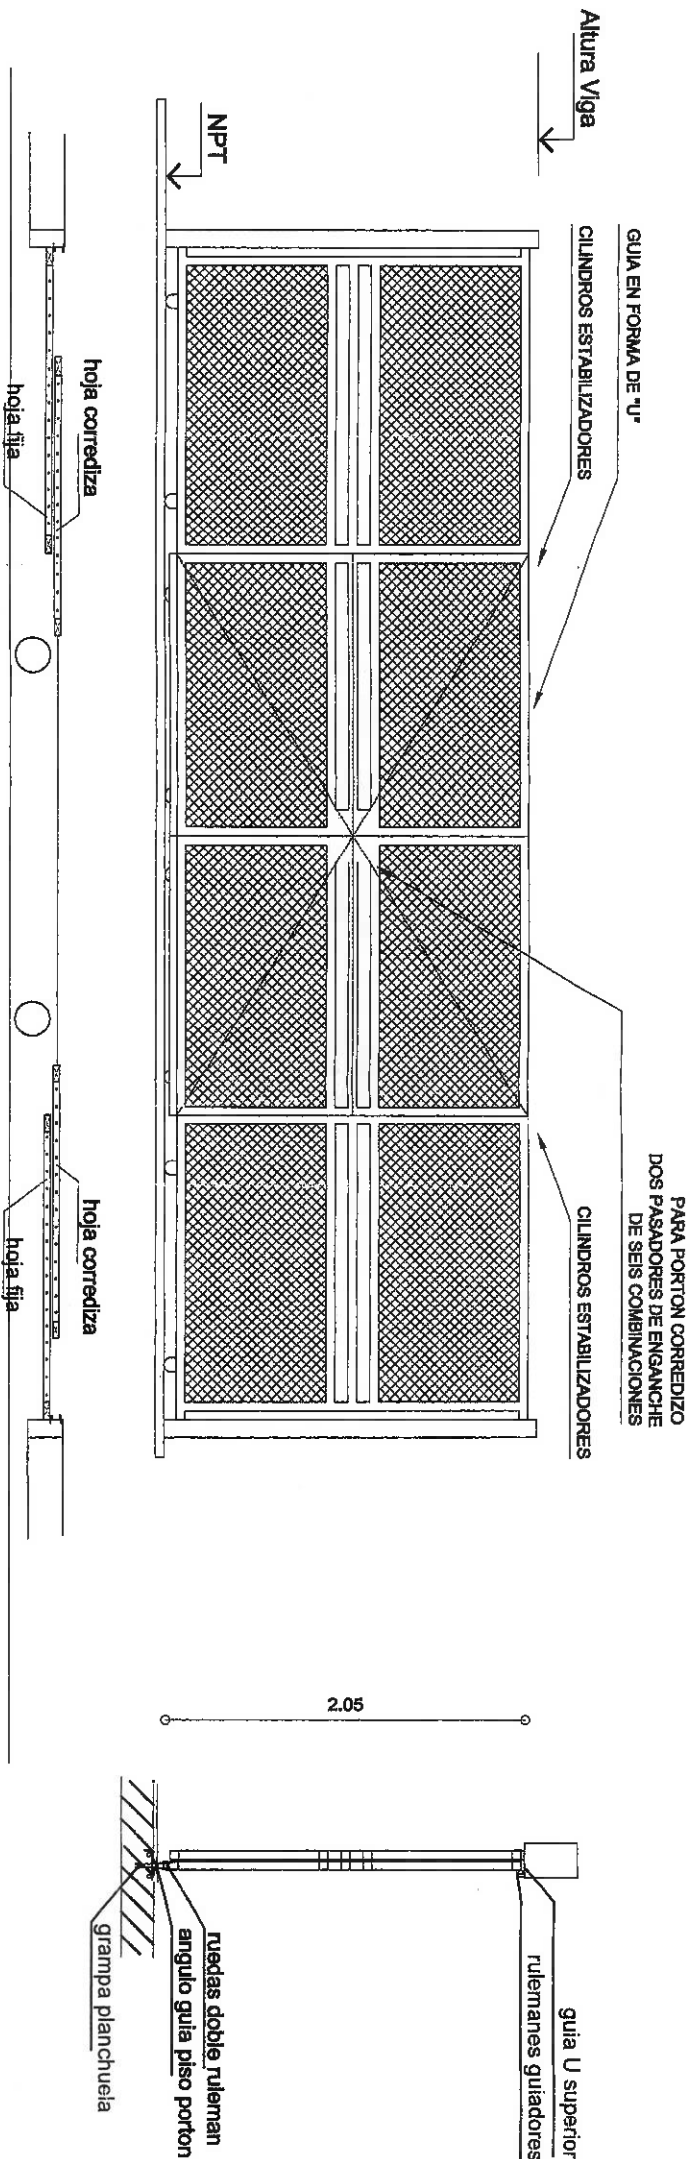 Altura Viga
NPT
GUIA EN FORMA DE "U"
CILINDROS ESTABILIZADORES
PARA PORTON CORREDIZO
DOS PASADORES DE ENGANCHE
DE SEIS COMBINACIONES
CILINDROS ESTABILIZADORES
hoja corrediza
hoja fija
hoja corrediza
hoja fija
2.05
guia U superior
rulemanes guiadores
ruedas doble ruleman
angulo guia piso porton
grampa planchuela